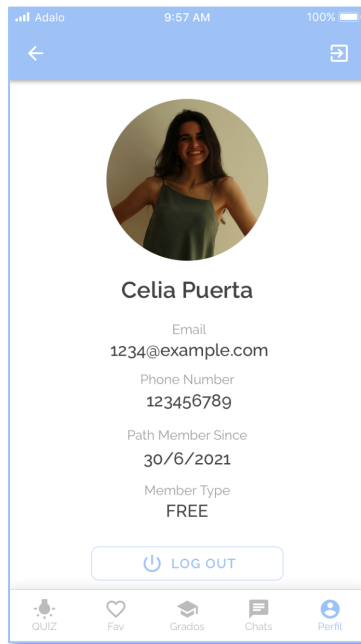 Adalo 9:57 AM 100%
Celia Puerta
Email
1234@example.com
Phone Number
123456789
Path Member Since
30/6/2021
Member Type
FREE
LOG OUT
QUIZ Fav Grados Chats Perfil